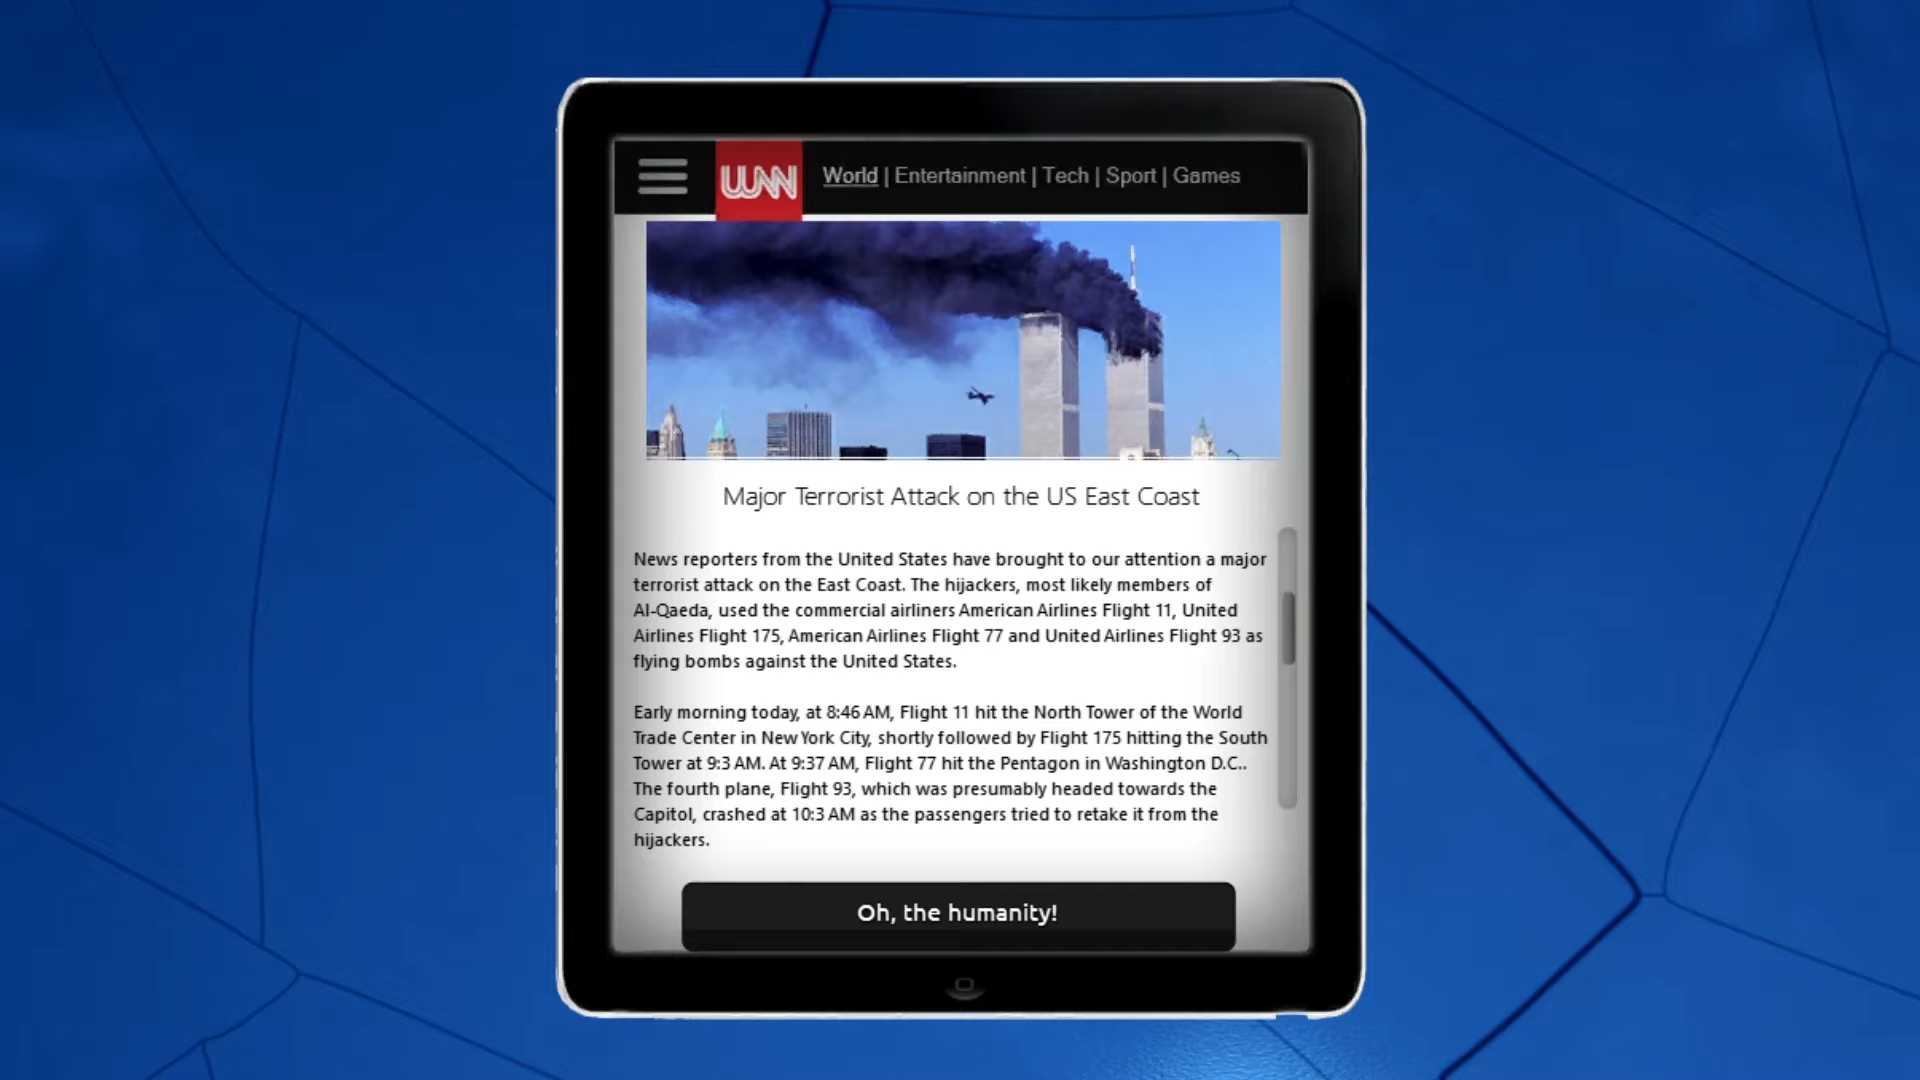 WNN
World | Entertainment | Tech | Sport | Games
Major Terrorist Attack on the US East Coast
News reporters from the United States have brought to our attention a major
terrorist attack on the East Coast. The hijackers, most likely members of
Al-Qaeda, used the commercial airliners American Airlines Flight 11, United
Airlines Flight 175, American Airlines Flight 77 and United Airlines Flight 93 as
flying bombs against the United States.
Early morning today, at 8:46 AM, Flight 11 hit the North Tower of the World
Trade Center in New York City, shortly followed by Flight 175 hitting the South
Tower at 9:3 AM. At 9:37 AM, Flight 77 hit the Pentagon in Washington D.C..
The fourth plane, Flight 93, which was presumably headed towards the
Capitol, crashed at 10:3 AM as the passengers tried to retake it from the
hijackers.
Oh, the humanity!